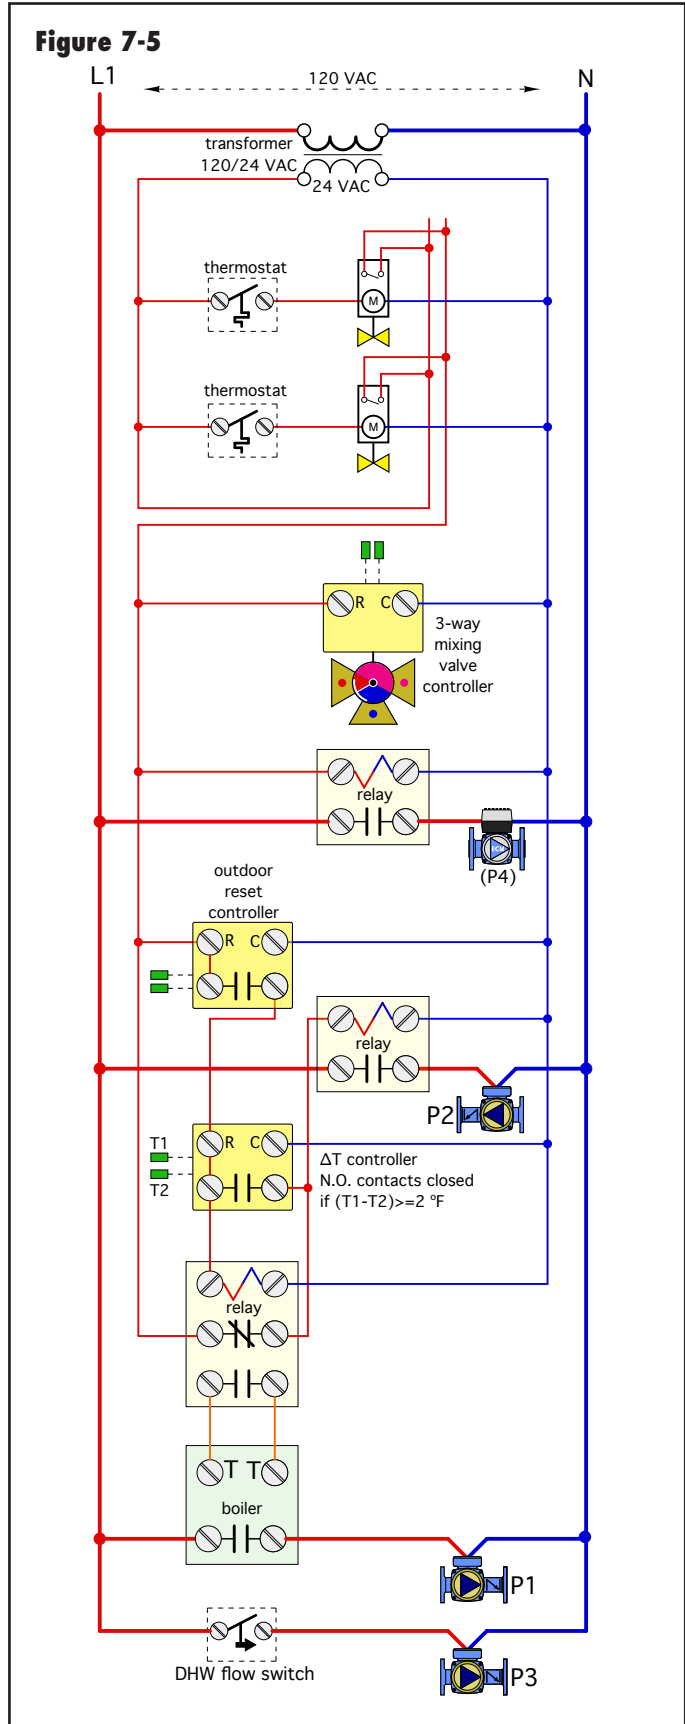 Figure 7-5
L1
120 VAC
N
transformer
120/24 VAC
24 VAC
thermostat
M
thermostat
M
R C
3-way
mixing
valve
controller
relay
ECM
(P4)
outdoor
reset
controller
R C
relay
P2
T1
T2
R C
ΔT controller
N.O. contacts closed
if (T1-T2)>=2 ºF
relay
T T
boiler
P1
DHW flow switch
P3